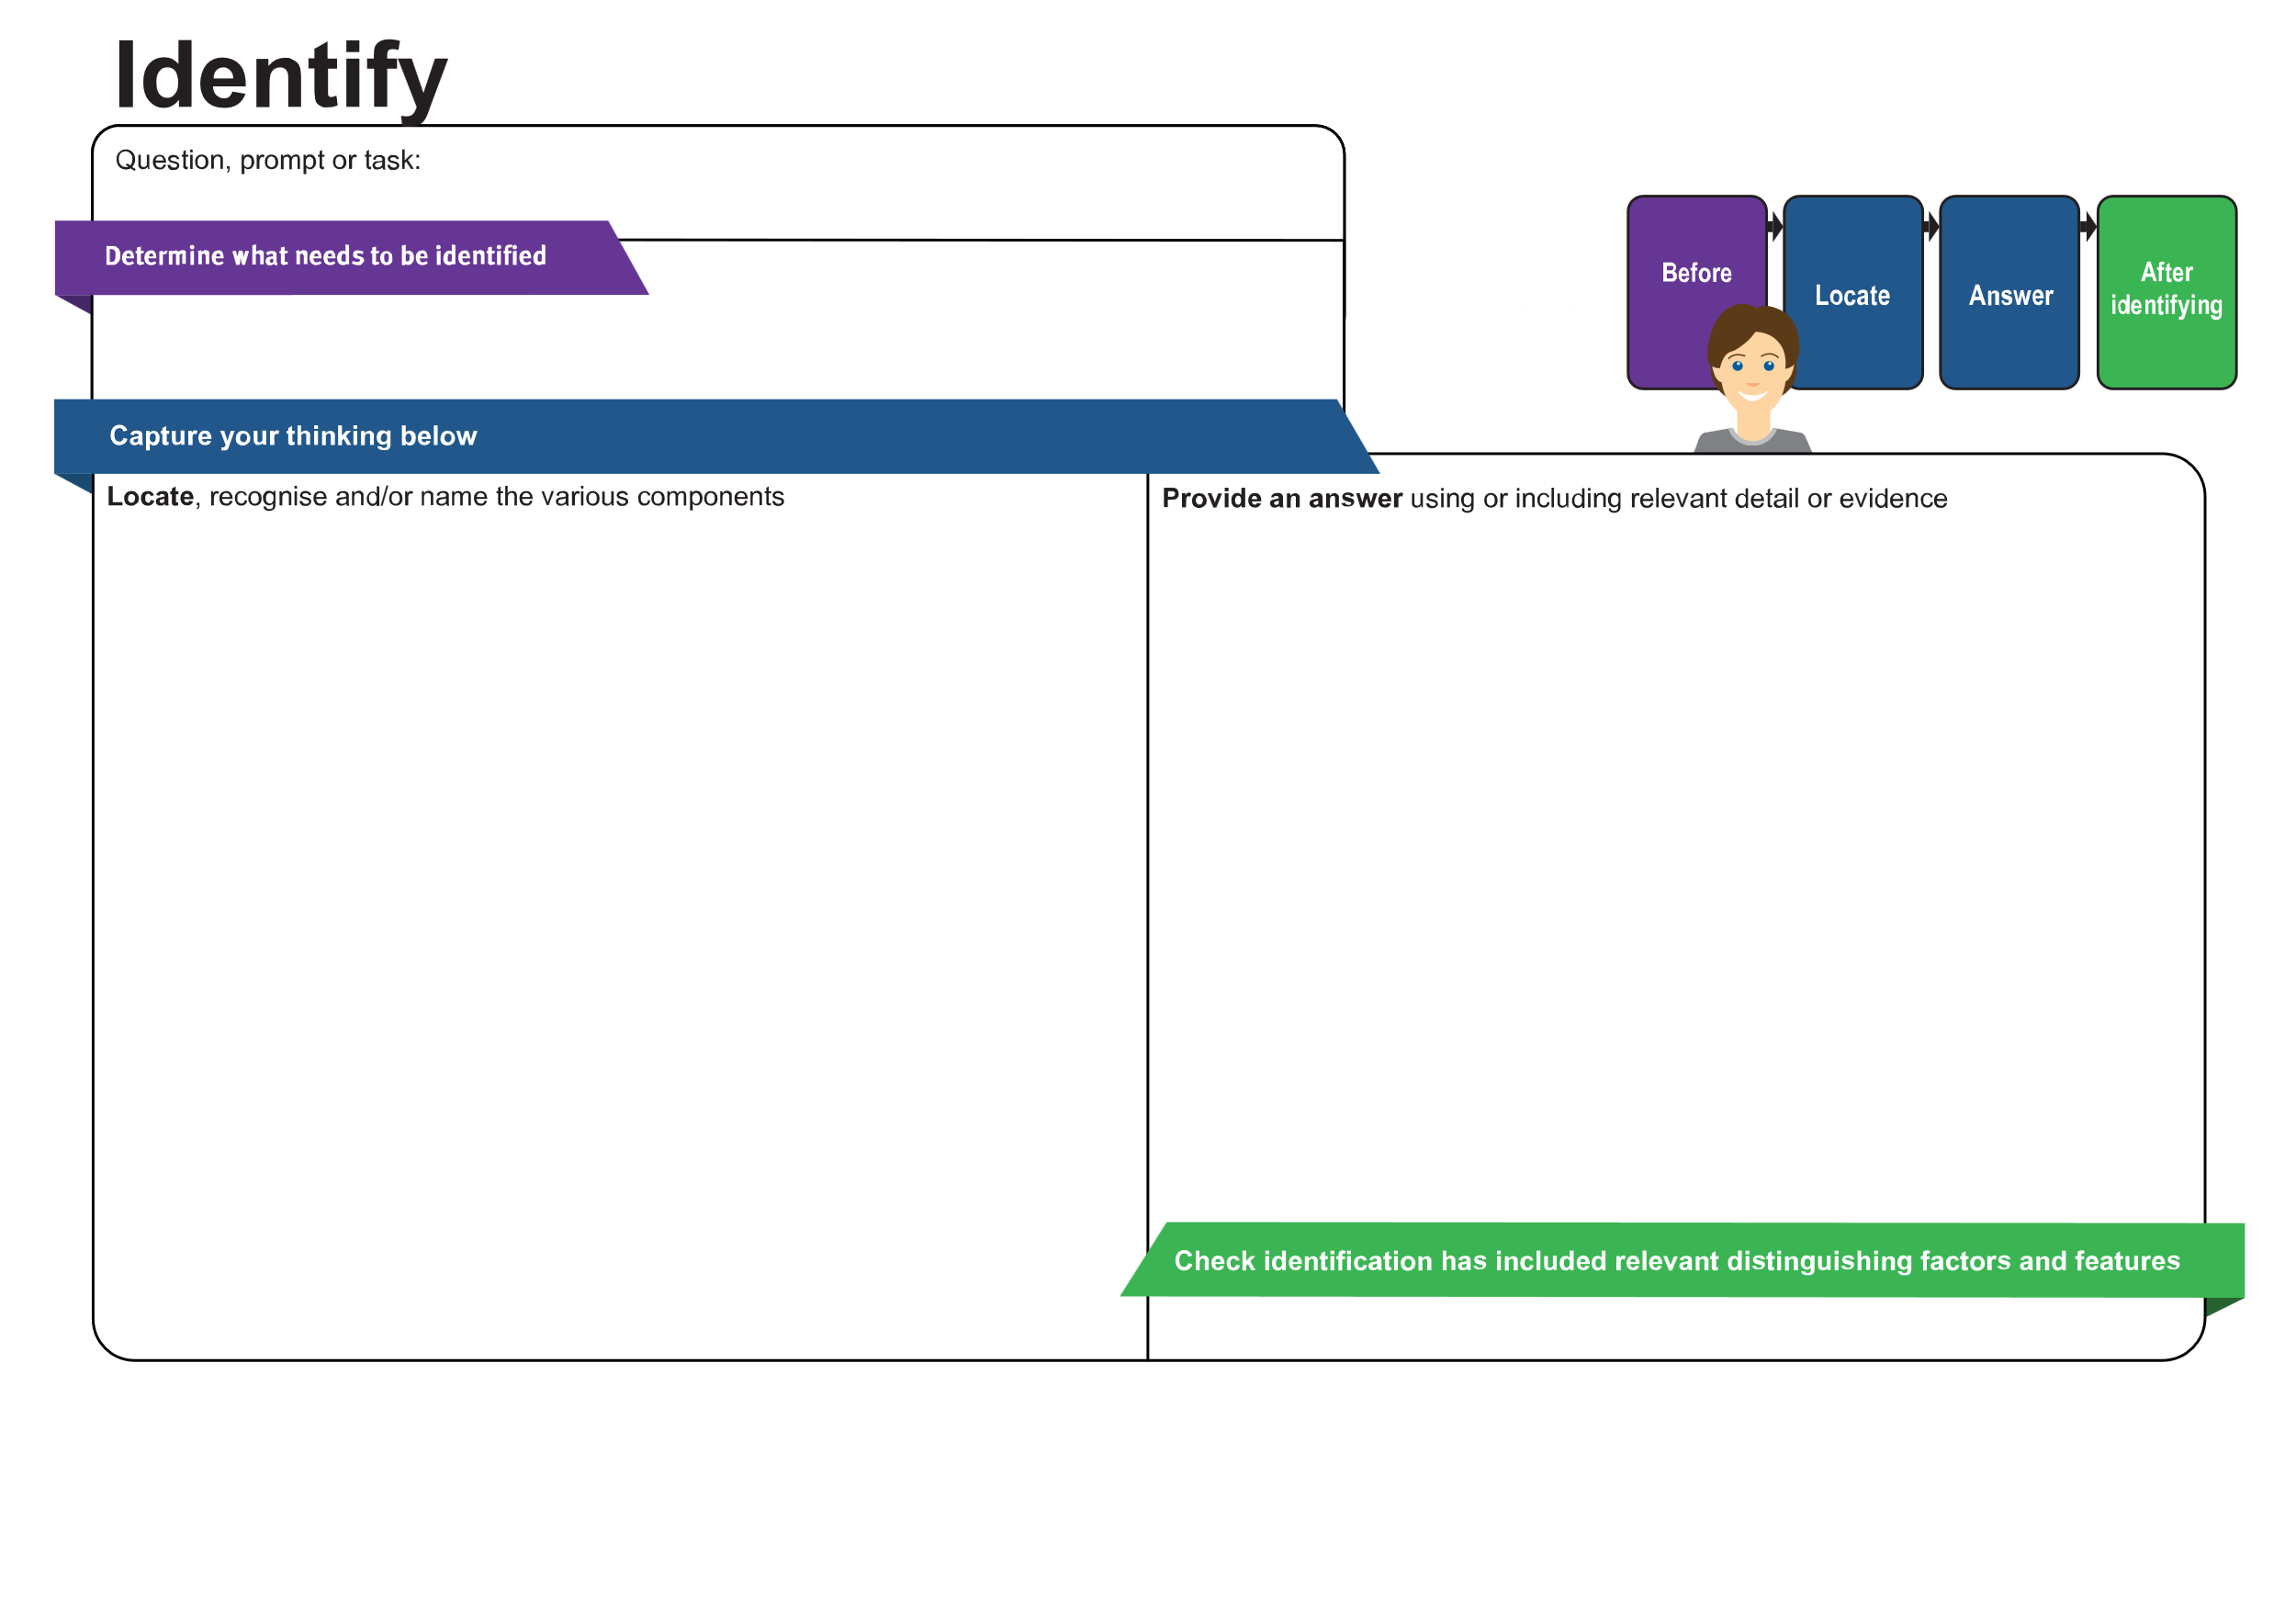 Identify
Question, prompt or task:
Determine what needs to be identified
Before
Locate
Answer
After
identifying
Capture your thinking below
Locate, recognise and/or name the various components
Provide an answer using or including relevant detail or evidence
Check identification has included relevant distinguishing factors and features